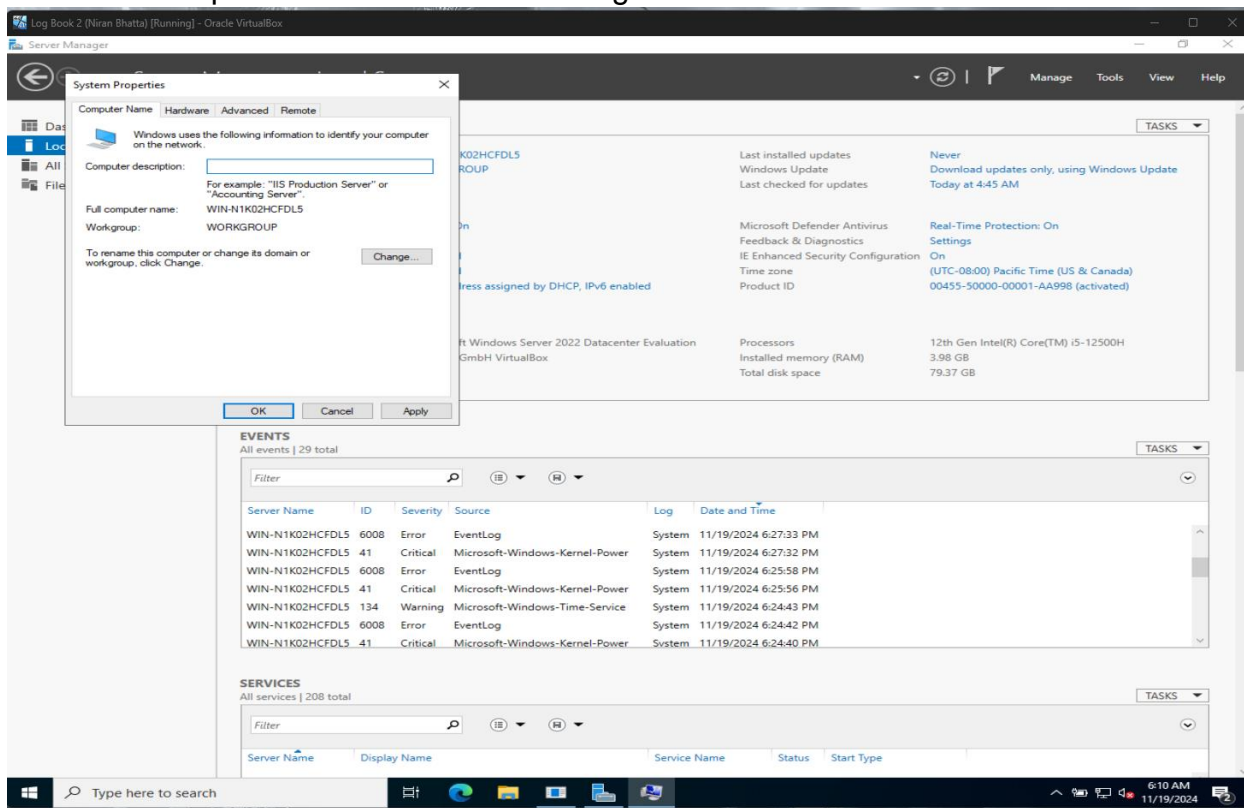 Log Book 2 (Niran Bhatta) [Running] - Oracle VirtualBox
Server Manager
Manage Tools View Help
System Properties
Computer Name Hardware Advanced Remote
Windows uses the following information to identify your computer
on the network.
Computer description:
For example: "IIS Production Server" or
"Accounting Server".
Full computer name: WIN-N1K02HCFDL5
Workgroup: WORKGROUP
To rename this computer or change its domain or
workgroup, click Change.
Change...
OK Cancel Apply
Das
Loc
All
File
TASKS
K02HCFDL5 Last installed updates Never
ROUP Windows Update Download updates only, using Windows Update
Last checked for updates Today at 4:45 AM
On Microsoft Defender Antivirus Real-Time Protection: On
Feedback & Diagnostics Settings
IE Enhanced Security Configuration On
Time zone (UTC-08:00) Pacific Time (US & Canada)
ress assigned by DHCP, IPv6 enabled Product ID 00455-50000-00001-AA998 (activated)
ft Windows Server 2022 Datacenter Evaluation Processors 12th Gen Intel(R) Core(TM) i5-12500H
GmbH VirtualBox Installed memory (RAM) 3.98 GB
Total disk space 79.37 GB
EVENTS
All events | 29 total
TASKS
Filter
Server Name ID Severity Source Log Date and Time
WIN-N1K02HCFDL5 6008 Error EventLog System 11/19/2024 6:27:33 PM
WIN-N1K02HCFDL5 41 Critical Microsoft-Windows-Kernel-Power System 11/19/2024 6:27:32 PM
WIN-N1K02HCFDL5 6008 Error EventLog System 11/19/2024 6:25:58 PM
WIN-N1K02HCFDL5 41 Critical Microsoft-Windows-Kernel-Power System 11/19/2024 6:25:56 PM
WIN-N1K02HCFDL5 134 Warning Microsoft-Windows-Time-Service System 11/19/2024 6:24:43 PM
WIN-N1K02HCFDL5 6008 Error EventLog System 11/19/2024 6:24:42 PM
WIN-N1K02HCFDL5 41 Critical Microsoft-Windows-Kernel-Power System 11/19/2024 6:24:40 PM
SERVICES
All services | 208 total
TASKS
Filter
Server Name Display Name Service Name Status Start Type
Type here to search
6:10 AM
11/19/2024
2